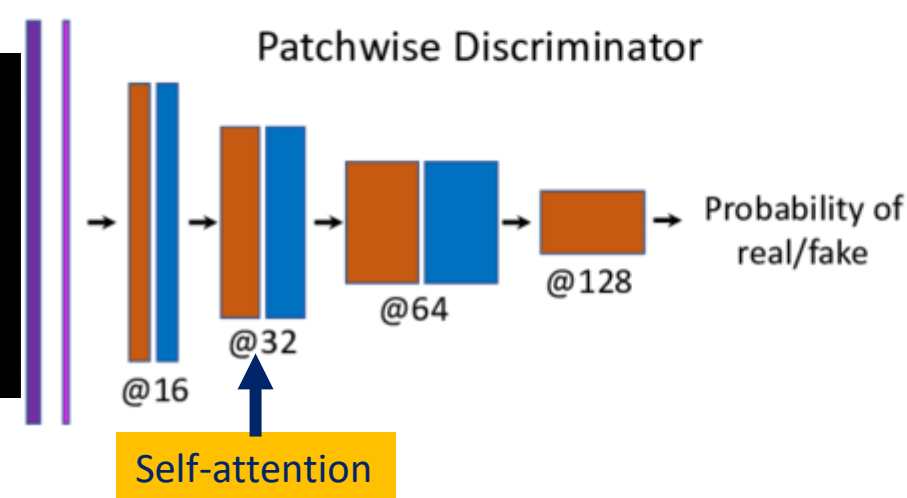 Patchwise Discriminator
@16
@32
@64
@128
Probability of
real/fake
Self-attention